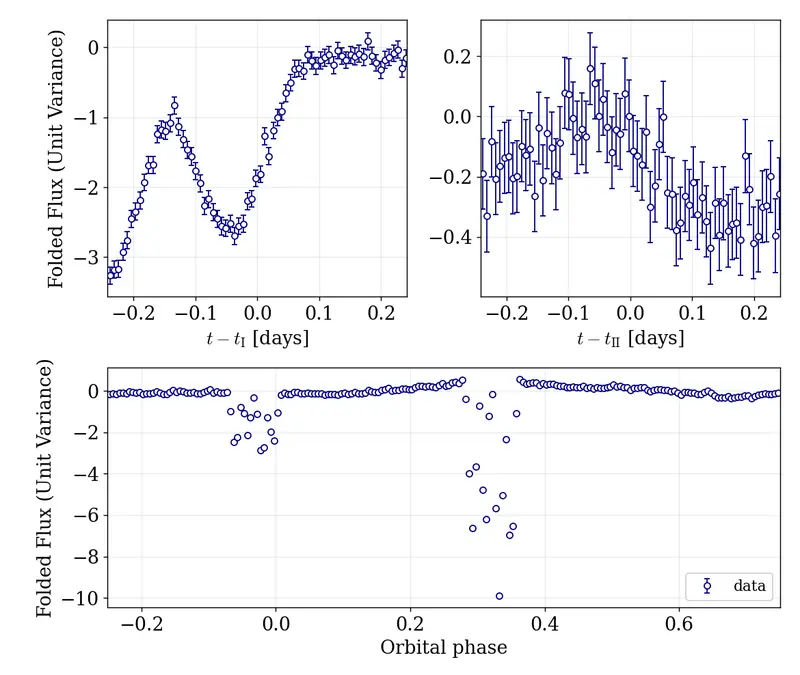 Folded Flux (Unit Variance)
0
−1
−2
−3
−0.2 −0.1 0.0 0.1 0.2
t − tI [days]
0.2
0.0
−0.2
−0.4
−0.2 −0.1 0.0 0.1 0.2
t − tII [days]
Folded Flux (Unit Variance)
0
−2
−4
−6
−8
−10
data
−0.2 0.0 0.2 0.4 0.6
Orbital phase